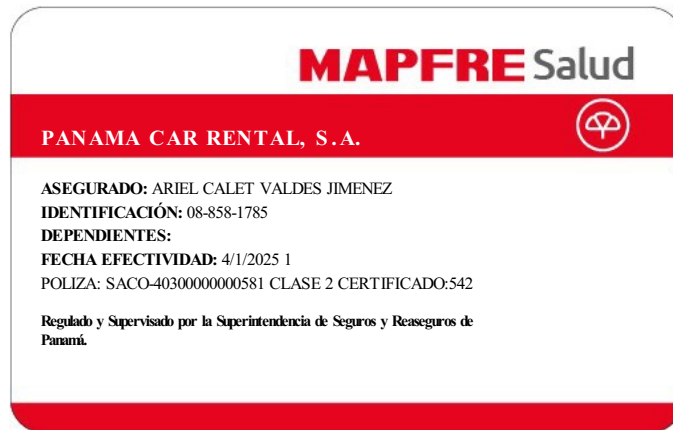 MAPFRE Salud
PANAMA CAR RENTAL, S.A.
ASEGURADO: ARIEL CALET VALDES JIMENEZ
IDENTIFICACIÓN: 08-858-1785
DEPENDIENTES:
FECHA EFECTIVIDAD: 4/1/2025 1
POLIZA: SACO-40300000000581 CLASE 2 CERTIFICADO:542
Regulado y Supervisado por la Superintendencia de Seguros y Reaseguros de
Panamá.